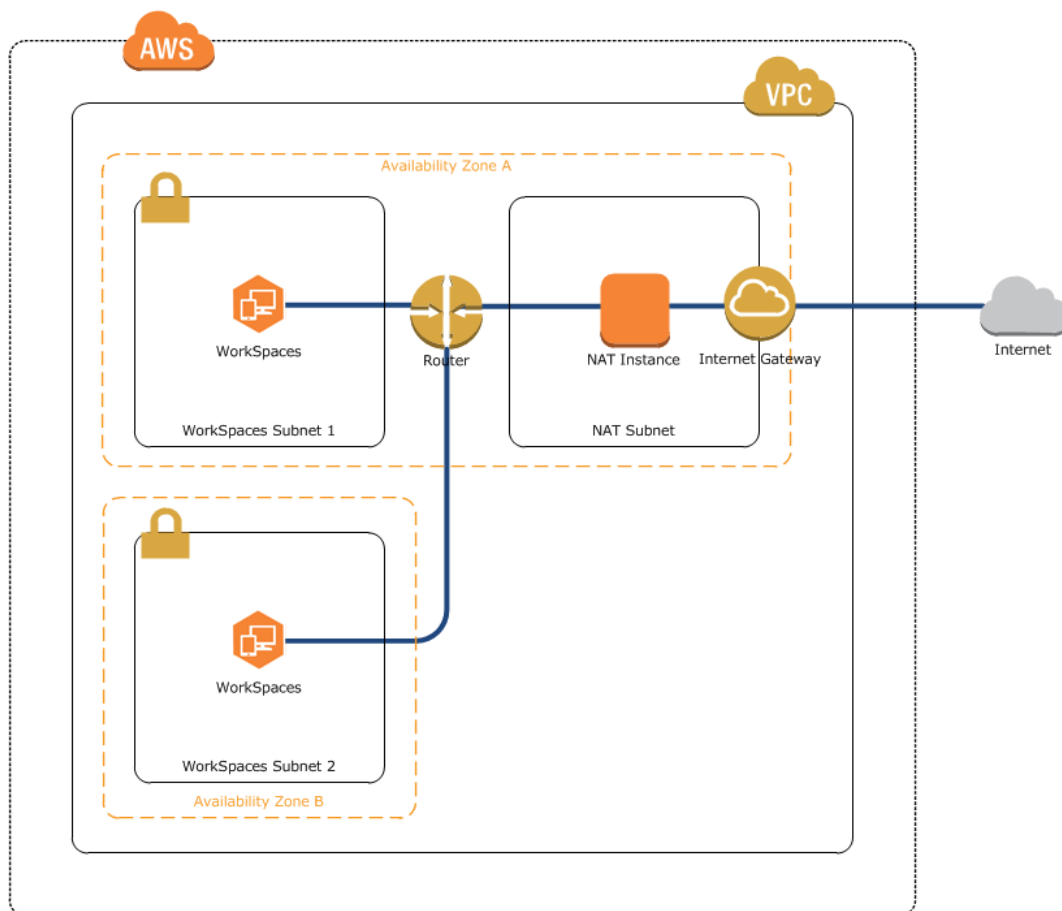 AWS
VPC
Availability Zone A
WorkSpaces
Router
NAT Instance
Internet Gateway
Internet
WorkSpaces Subnet 1
NAT Subnet
WorkSpaces
WorkSpaces Subnet 2
Availability Zone B